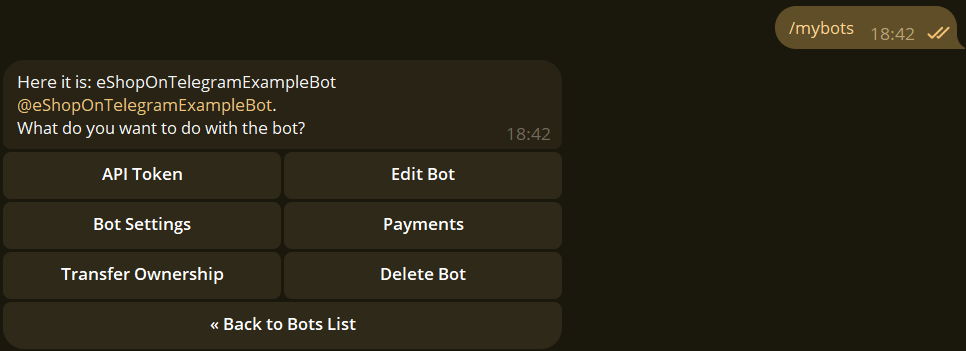 /mybots 18:42
Here it is: eShopOnTelegramExampleBot
@eShopOnTelegramExampleBot.
What do you want to do with the bot?
18:42
API Token
Edit Bot
Bot Settings
Payments
Transfer Ownership
Delete Bot
« Back to Bots List